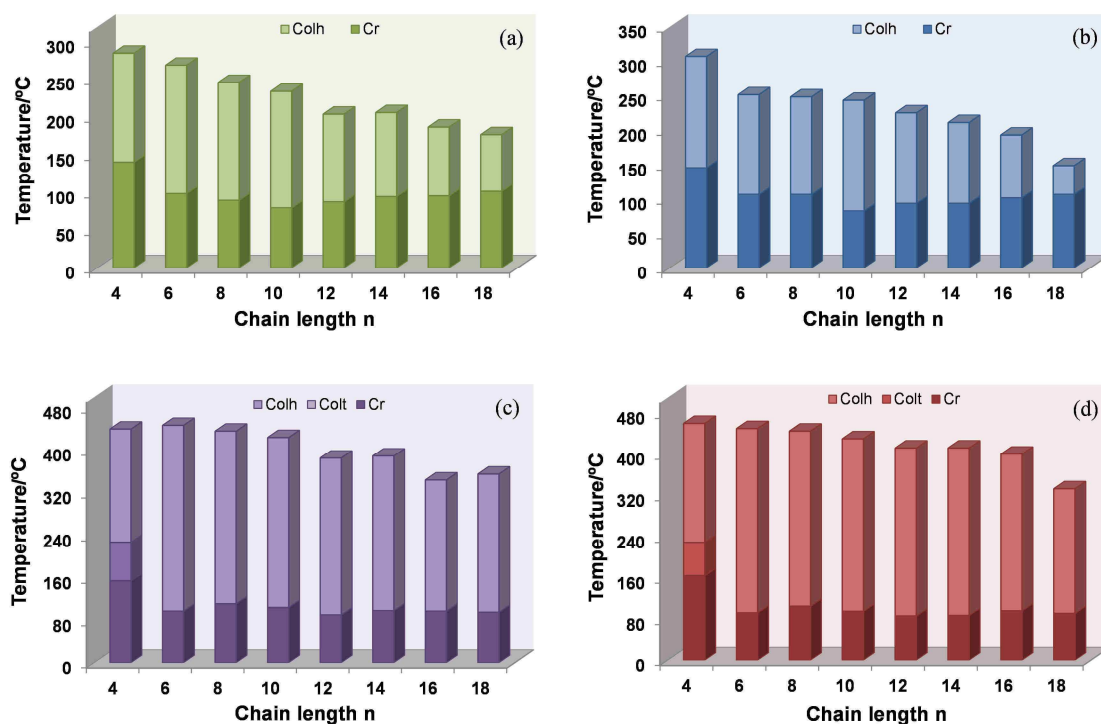 (a)
Colh Cr
Temperature/ºC
300
250
200
150
100
50
0
4 6 8 10 12 14 16 18
Chain length n
(b)
Colh Cr
Temperature/ºC
350
300
250
200
150
100
50
0
4 6 8 10 12 14 16 18
Chain length n
(c)
Colh Colt Cr
Temperature/ºC
480
400
320
240
160
80
0
4 6 8 10 12 14 16 18
Chain length n
(d)
Colh Colt Cr
Temperature/ºC
480
400
320
240
160
80
0
4 6 8 10 12 14 16 18
Chain length n